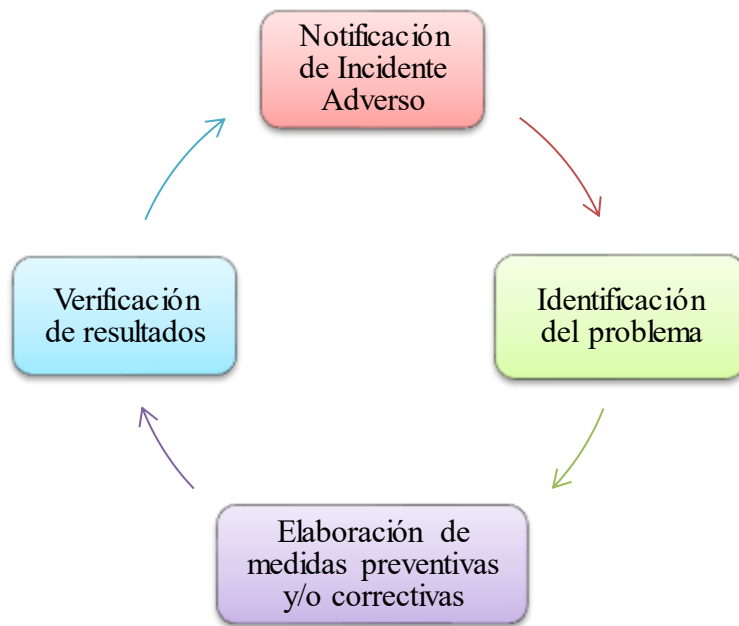 Notificación
de Incidente
Adverso
Identificación
del problema
Elaboración de
medidas preventivas
y/o correctivas
Verificación
de resultados